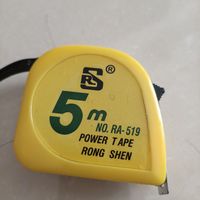 RS®
5m
NO. RA-519
POWER TAPE
RONG SHEN